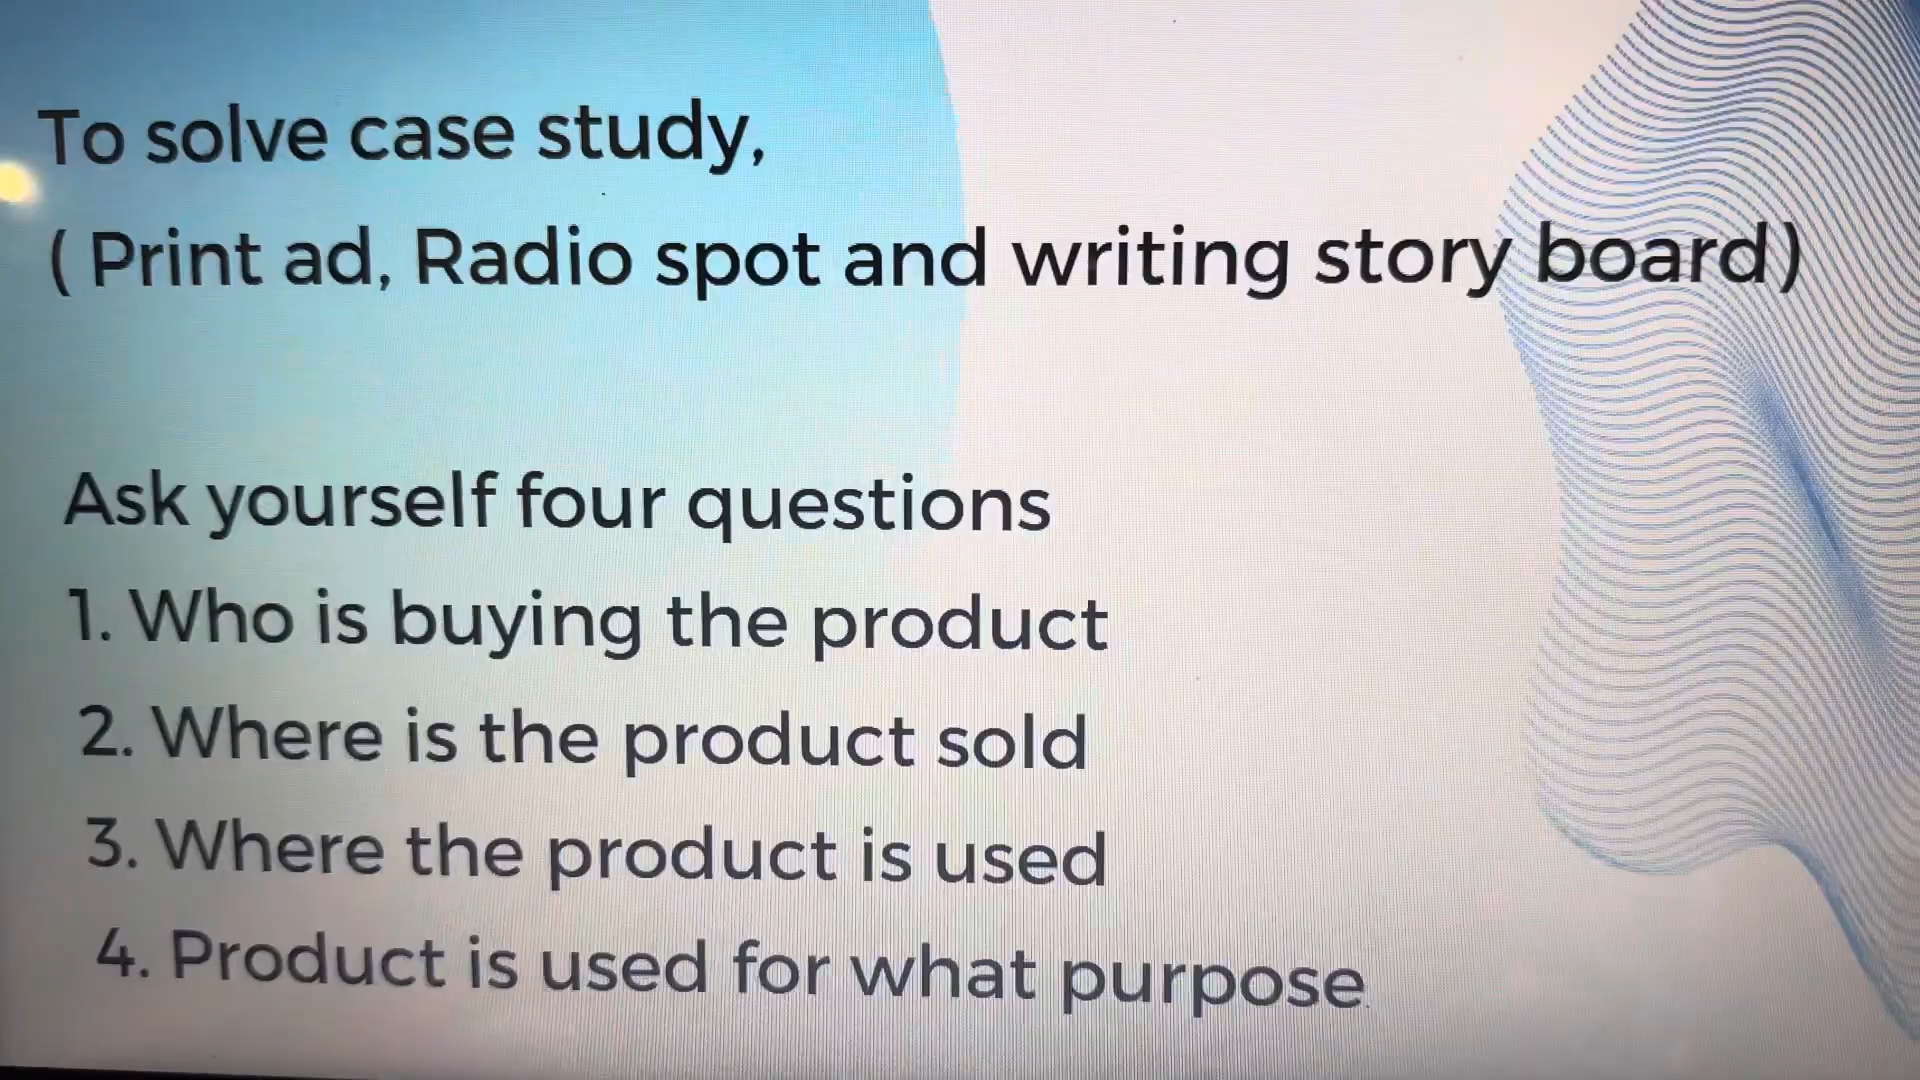 To solve case study,
( Print ad, Radio spot and writing story board)
Ask yourself four questions
1. Who is buying the product
2. Where is the product sold
3. Where the product is used
4. Product is used for what purpose.